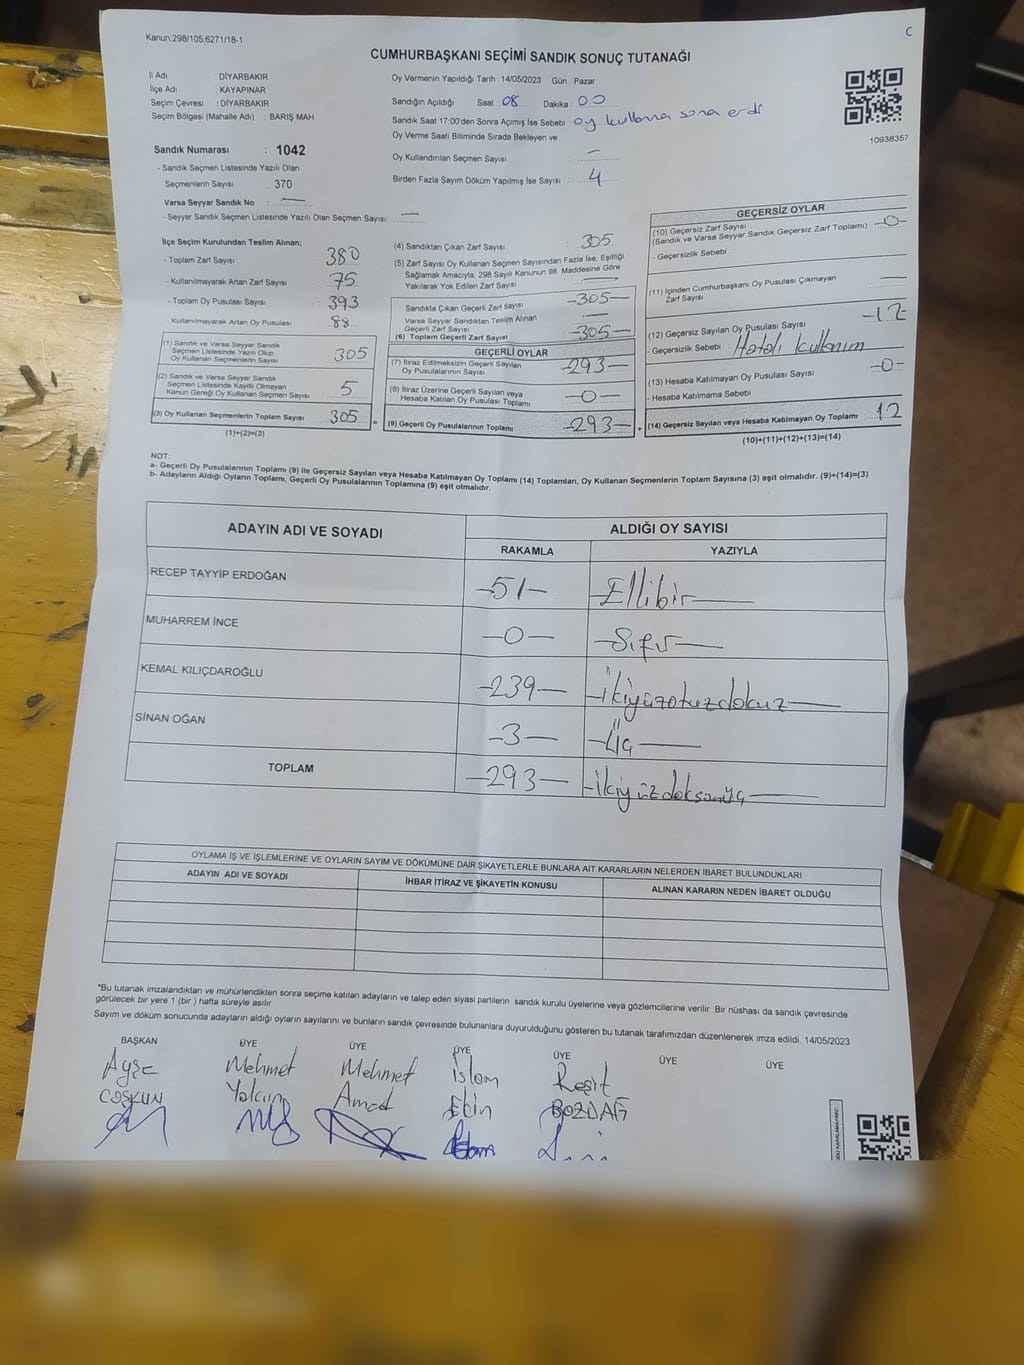 Kanun;298/105;6271/18-1
C
CUMHURBAŞKANI SEÇİMİ SANDIK SONUÇ TUTANAĞI
İl Adı : DİYARBAKIR
İlçe Adı : KAYAPINAR
Seçim Çevresi : DİYARBAKIR
Seçim Bölgesi (Mahalle Adı) : BARIŞ MAH
Sandık Numarası : 1042
- Sandık Seçmen Listesinde Yazılı Olan
Seçmenlerin Sayısı : 370
Varsa Seyyar Sandık No : —
- Seyyar Sandık Seçmen Listesinde Yazılı Olan Seçmen Sayısı: —
Oy Vermenin Yapıldığı Tarih : 14/05/2023 Gün Pazar
Sandığın Açıldığı Saat 08 Dakika : 00
Sandık Saat 17:00'den Sonra Açımış İse Sebebi : oy kullanma sona erdi
Oy Verme Saati Bitiminde Sırada Bekleyen ve
Oy Kullandırılan Seçmen Sayısı : —
Birden Fazla Sayım Döküm Yapılmış İse Sayısı : 4
10938357
İlçe Seçim Kurulundan Teslim Alınan;
- Toplam Zarf Sayısı : 380
- Kullanılmayarak Artan Zarf Sayısı : 75
- Toplam Oy Pusulası Sayısı : 393
- Kullanılmayarak Artan Oy Pusulası : 88
(1) Sandık ve Varsa Seyyar Sandık
Seçmen Listesinde Yazılı Olup
Oy Kullanan Seçmenlerin Sayısı 305
(2) Sandık ve Varsa Seyyar Sandık
Seçmen Listesinde Kayıtlı Olmayan
Kanun Gereği Oy Kullanan Seçmen Sayısı 5
(3) Oy Kullanan Seçmenlerin Toplam Sayısı 305
(1)+(2)=(3)
(4) Sandıktan Çıkan Zarf Sayısı : 305
(5) Zarf Sayısı Oy Kullanan Seçmen Sayısından Fazla İse, Eşitliği
Sağlamak Amacıyla; 298 Sayılı Kanunun 98. Maddesine Göre
Yakılarak Yok Edilen Zarf Sayısı —
Sandıkla Çıkan Geçerli Zarf Sayısı -305-
Varsa Seyyar Sandıktan Teslim Alınan
Geçerli Zarf Sayısı —
(6) Toplam Geçerli Zarf Sayısı -305-
GEÇERLİ OYLAR
(7) İtiraz Edilmeksizin Geçerli Sayılan
Oy Pusulalarının Sayısı -293-
(8) İtiraz Üzerine Geçerli Sayılan veya
Hesaba Katılan Oy Pusulası Toplamı -0-
(9) Geçerli Oy Pusulalarının Toplamı -293-
GEÇERSİZ OYLAR
(10) Geçersiz Zarf Sayısı
(Sandık ve Varsa Seyyar Sandık Geçersiz Zarf Toplamı) : -0-
- Geçersizlik Sebebi
(11) İçinden Cumhurbaşkanı Oy Pusulası Çıkmayan
Zarf Sayısı —
(12) Geçersiz Sayılan Oy Pusulası Sayısı -12-
- Geçersizlik Sebebi : Hatalı kullanım
(13) Hesaba Katılmayan Oy Pusulası Sayısı -0-
- Hesaba Katılmama Sebebi
(14) Geçersiz Sayılan veya Hesaba Katılmayan Oy Toplamı : 12
(10)+(11)+(12)+(13)=(14)
NOT:
a- Geçerli Oy Pusulalarının Toplamı (9) ile Geçersiz Sayılan veya Hesaba Katılmayan Oy Toplamı (14) Toplamları, Oy Kullanan Seçmenlerin Toplam Sayısına (3) eşit olmalıdır. (9)+(14)=(3)
b- Adayların Aldığı Oyların Toplamı, Geçerli Oy Pusulalarının Toplamına (9) eşit olmalıdır.
ADAYIN ADI VE SOYADI ALDIĞI OY SAYISI
RAKAMLA YAZIYLA
RECEP TAYYİP ERDOĞAN -51- -Ellibir-
MUHARREM İNCE -0- -Sıfır-
KEMAL KILIÇDAROĞLU -239- -ikiyüzotuzdokuz-
SİNAN OĞAN -3- -Üç-
TOPLAM -293- -ikiyüzdoksanüç-
OYLAMA İŞ VE İŞLEMLERİNE VE OYLARIN SAYIM VE DÖKÜMÜNE DAİR ŞİKAYETLERLE BUNLARA AİT KARARLARIN NELERDEN İBARET BULUNDUKLARI
ADAYIN ADI VE SOYADI İHBAR İTİRAZ VE ŞİKAYETİN KONUSU ALINAN KARARIN NEDEN İBARET OLDUĞU
*Bu tutanak imzalandıktan ve mühürlendikten sonra seçime katılan adayların ve talep eden siyasi partilerin sandık kurulu üyelerine veya gözlemcilerine verilir. Bir nüshası da sandık çevresinde
görülecek bir yere 1 (bir) hafta süreyle asılır.
Sayım ve döküm sonucunda adayların aldığı oyların sayılarını ve bunların sandık çevresinde bulunanlara duyurulduğunu gösteren bu tutanak tarafımızdan düzenlenerek imza edildi. 14/05/2023
BAŞKAN ÜYE ÜYE ÜYE ÜYE ÜYE ÜYE
Ayşe Mehmet Mehmet İslam Reşit
COŞKUN Yalçın Amed Ekin BOZDAĞ